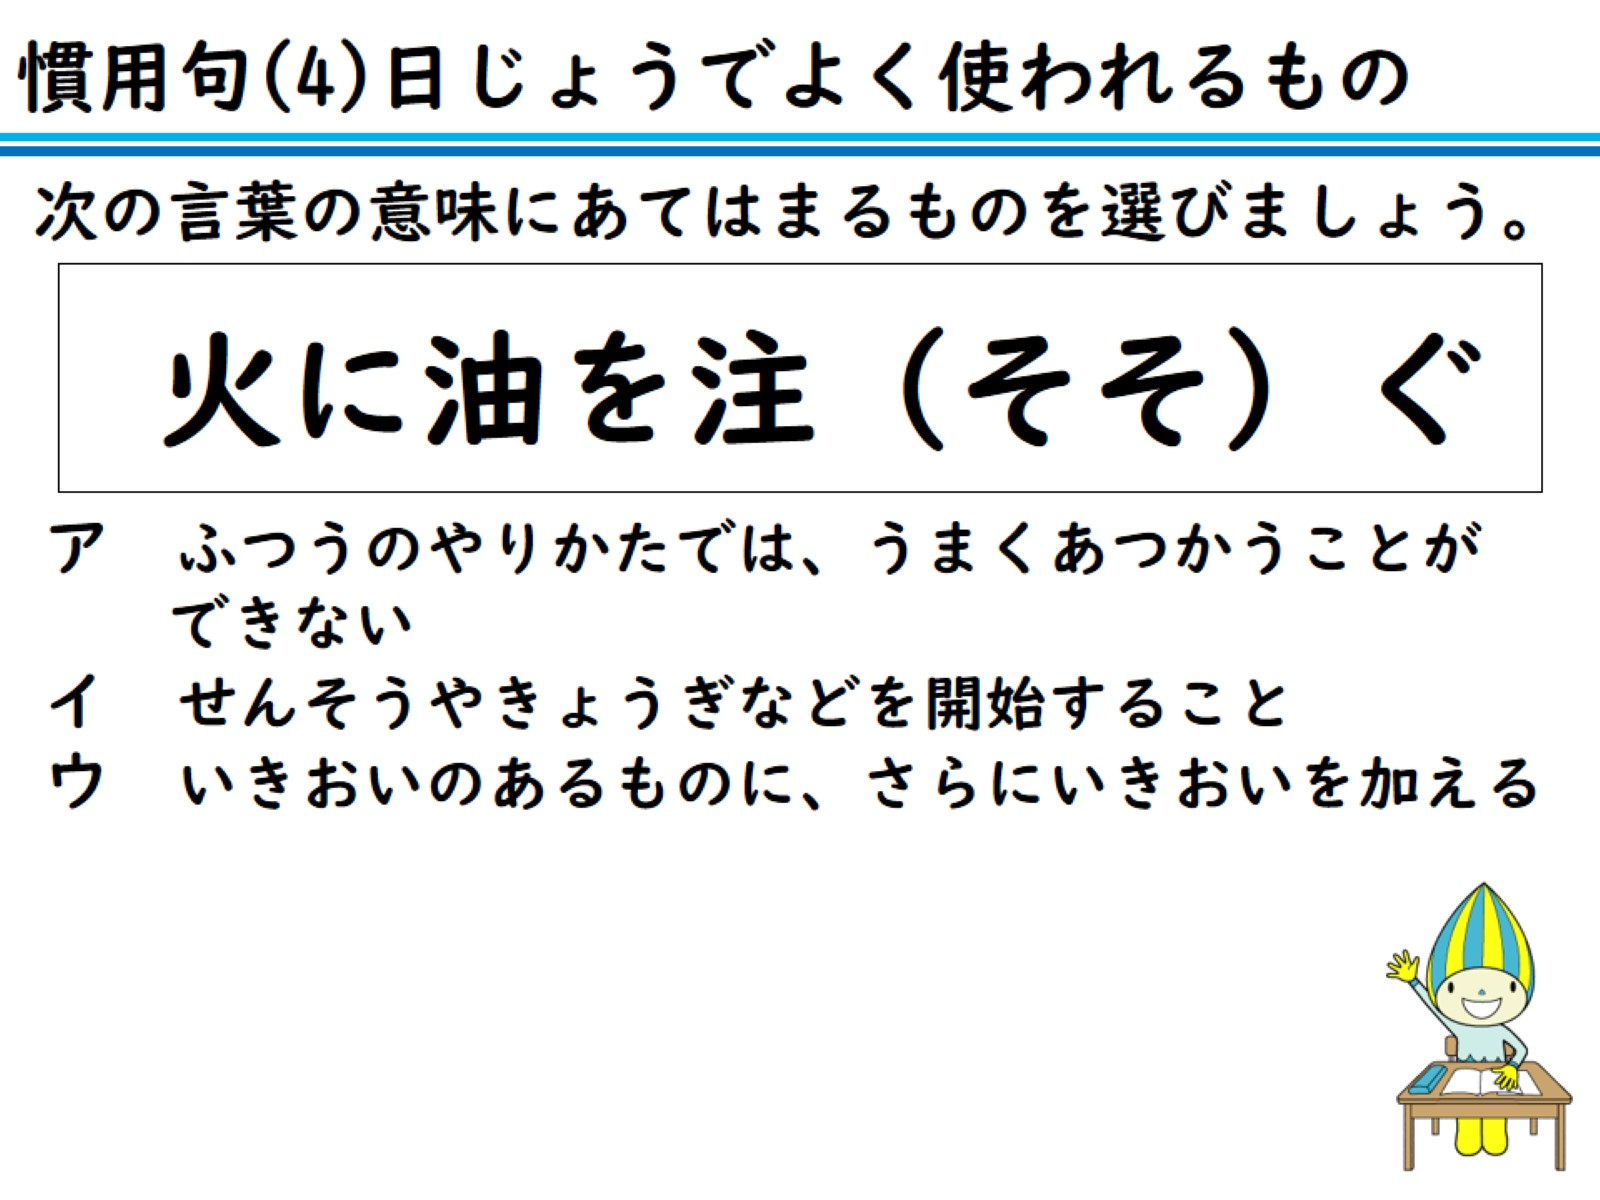 慣用句(4)日じょうでよく使われるもの
次の言葉の意味にあてはまるものを選びましょう。
火に油を注（そそ）ぐ
ア　ふつうのやりかたでは、うまくあつかうことが
できない
イ　せんそうやきょうぎなどを開始すること
ウ　いきおいのあるものに、さらにいきおいを加える